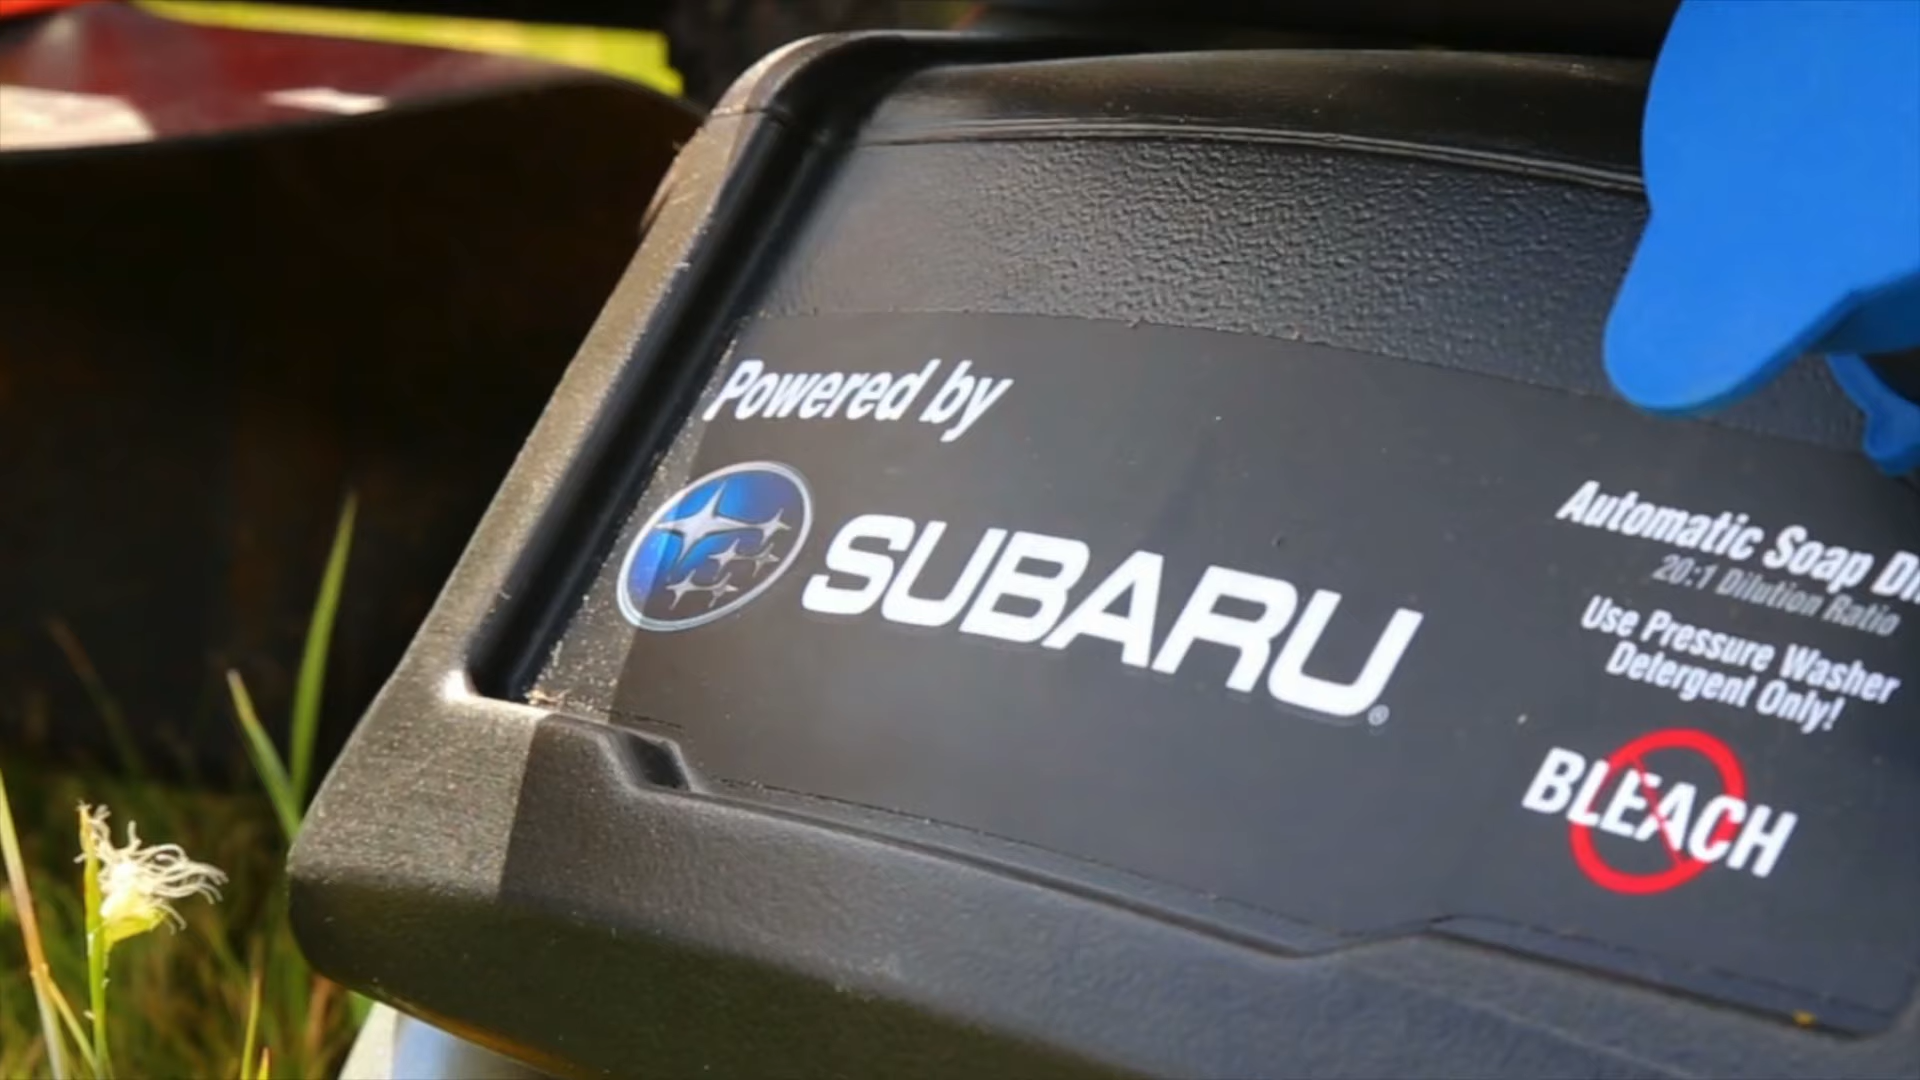 Powered by
SUBARU®
Automatic Soap
20:1 Dilution Ratio
Use Pressure Washer
Detergent Only!
BLEACH